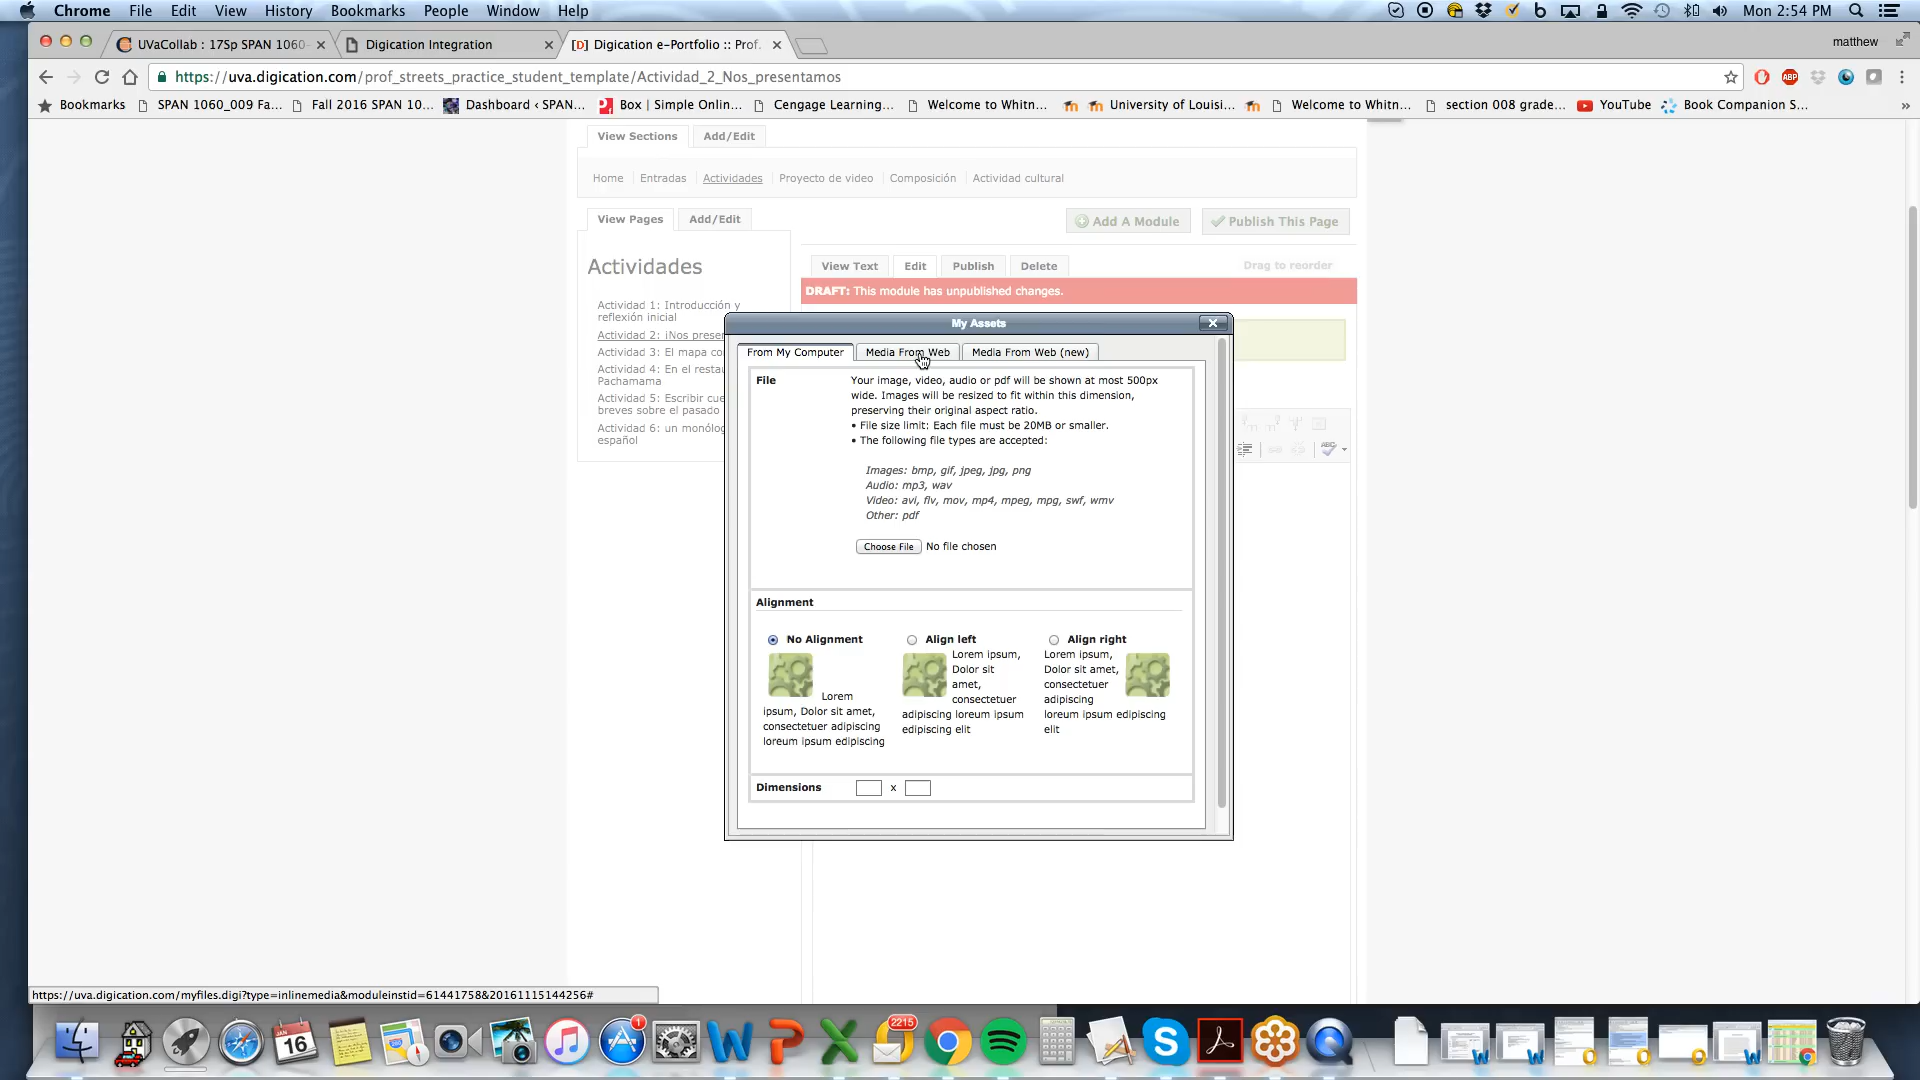 Chrome File Edit View History Bookmarks People Window Help Mon 2:54 PM
UVaCollab : 17Sp SPAN 1060 Digication Integration [D] Digication e-Portfolio :: Prof. matthew
https://uva.digication.com/prof_streets_practice_student_template/Actividad_2_Nos_presentamos
Bookmarks SPAN 1060_009 Fa... Fall 2016 SPAN 10... Dashboard ‹ SPAN... Box | Simple Onlin... Cengage Learning... Welcome to Whitn... University of Louisi... Welcome to Whitn... section 008 grade... YouTube Book Companion S... »
View Sections Add/Edit
Home Entradas Actividades Proyecto de video Composición Actividad cultural
View Pages Add/Edit Add A Module Publish This Page
Actividades
View Text Edit Publish Delete Drag to reorder
DRAFT: This module has unpublished changes.
Actividad 1: Introducción y
reflexión inicial
Actividad 2: ¡Nos prese
Actividad 3: El mapa co
Actividad 4: En el resta
Pachamama
Actividad 5: Escribir cue
breves sobre el pasado
Actividad 6: un monólog
español
My Assets
From My Computer Media From Web Media From Web (new)
File
Your image, video, audio or pdf will be shown at most 500px
wide. Images will be resized to fit within this dimension,
preserving their original aspect ratio.
• File size limit: Each file must be 20MB or smaller.
• The following file types are accepted:
Images: bmp, gif, jpeg, jpg, png
Audio: mp3, wav
Video: avi, flv, mov, mp4, mpeg, mpg, swf, wmv
Other: pdf
Choose File No file chosen
Alignment
No Alignment
Lorem
ipsum, Dolor sit amet,
consectetuer adipiscing
loreum ipsum edipiscing
Align left
Lorem ipsum,
Dolor sit
amet,
consectetuer
adipiscing loreum ipsum
edipiscing elit
Align right
Lorem ipsum,
Dolor sit amet,
consectetuer
adipiscing
loreum ipsum edipiscing
elit
Dimensions x
https://uva.digication.com/myfiles.digi?type=inlinemedia&moduleinstid=61441758&20161115144256#
JAN
16
1
2215